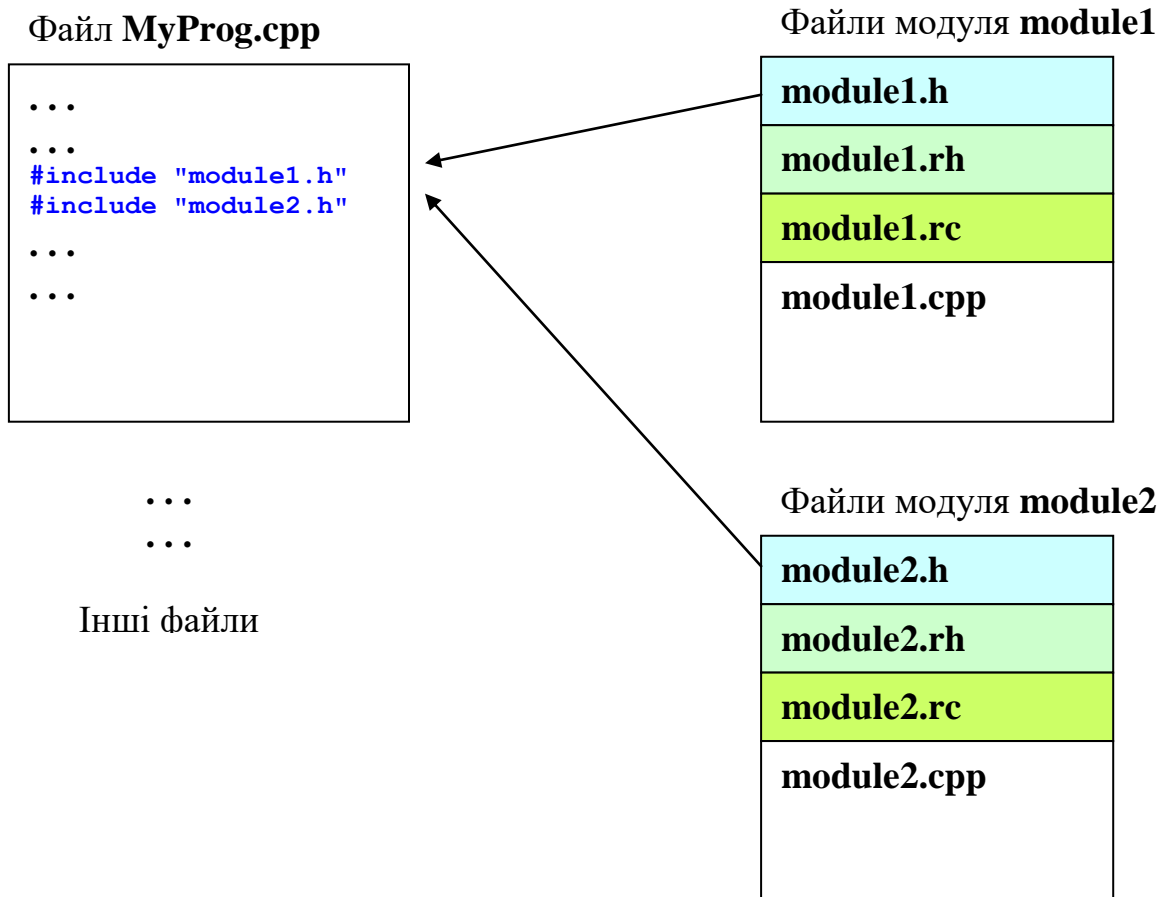 Файл MyProg.cpp
. . .
. . .
#include "module1.h"
#include "module2.h"
. . .
. . .
. . .
. . .
Інші файли
Файли модуля module1
module1.h
module1.rh
module1.rc
module1.cpp
Файли модуля module2
module2.h
module2.rh
module2.rc
module2.cpp